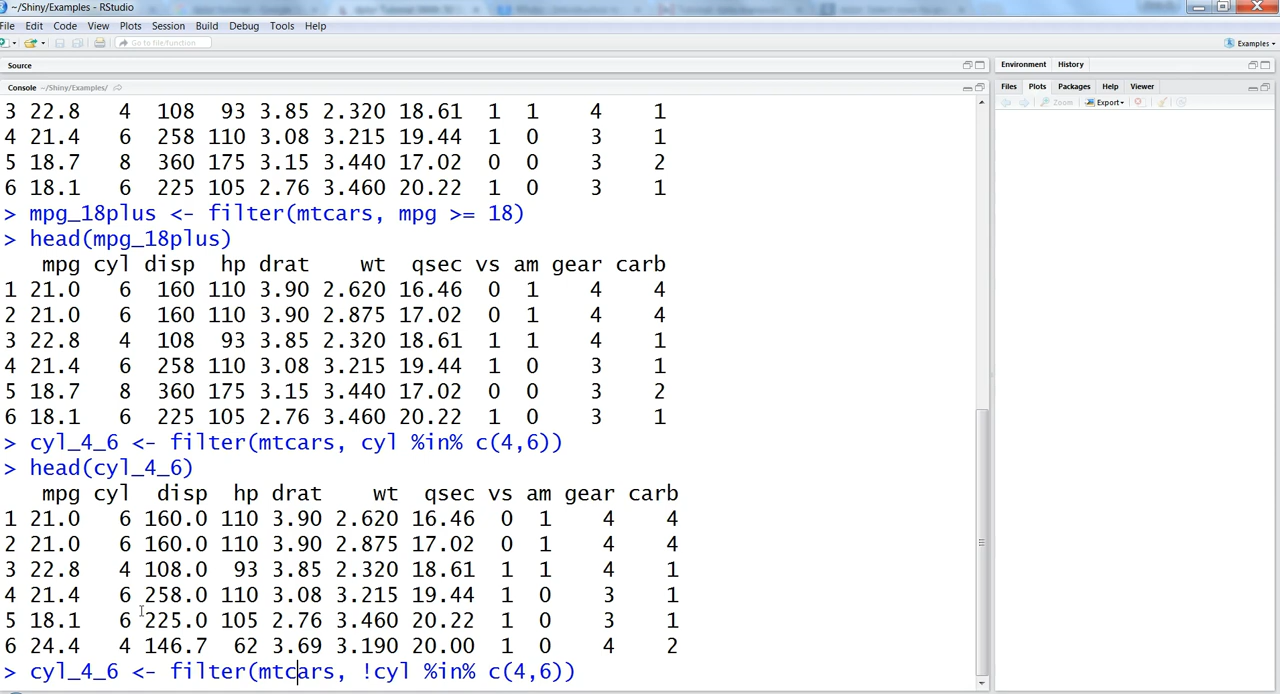 ~/Shiny/Examples - RStudio
File Edit Code View Plots Session Build Debug Tools Help
Go to file/function Examples
Source Environment History
Console ~/Shiny/Examples/ Files Plots Packages Help Viewer
Zoom Export
3 22.8 4 108 93 3.85 2.320 18.61 1 1 4 1
4 21.4 6 258 110 3.08 3.215 19.44 1 0 3 1
5 18.7 8 360 175 3.15 3.440 17.02 0 0 3 2
6 18.1 6 225 105 2.76 3.460 20.22 1 0 3 1
> mpg_18plus <- filter(mtcars, mpg >= 18)
> head(mpg_18plus)
mpg cyl disp hp drat wt qsec vs am gear carb
1 21.0 6 160 110 3.90 2.620 16.46 0 1 4 4
2 21.0 6 160 110 3.90 2.875 17.02 0 1 4 4
3 22.8 4 108 93 3.85 2.320 18.61 1 1 4 1
4 21.4 6 258 110 3.08 3.215 19.44 1 0 3 1
5 18.7 8 360 175 3.15 3.440 17.02 0 0 3 2
6 18.1 6 225 105 2.76 3.460 20.22 1 0 3 1
> cyl_4_6 <- filter(mtcars, cyl %in% c(4,6))
> head(cyl_4_6)
mpg cyl disp hp drat wt qsec vs am gear carb
1 21.0 6 160.0 110 3.90 2.620 16.46 0 1 4 4
2 21.0 6 160.0 110 3.90 2.875 17.02 0 1 4 4
3 22.8 4 108.0 93 3.85 2.320 18.61 1 1 4 1
4 21.4 6 258.0 110 3.08 3.215 19.44 1 0 3 1
5 18.1 6 225.0 105 2.76 3.460 20.22 1 0 3 1
6 24.4 4 146.7 62 3.69 3.190 20.00 1 0 4 2
> cyl_4_6 <- filter(mtcars, !cyl %in% c(4,6))